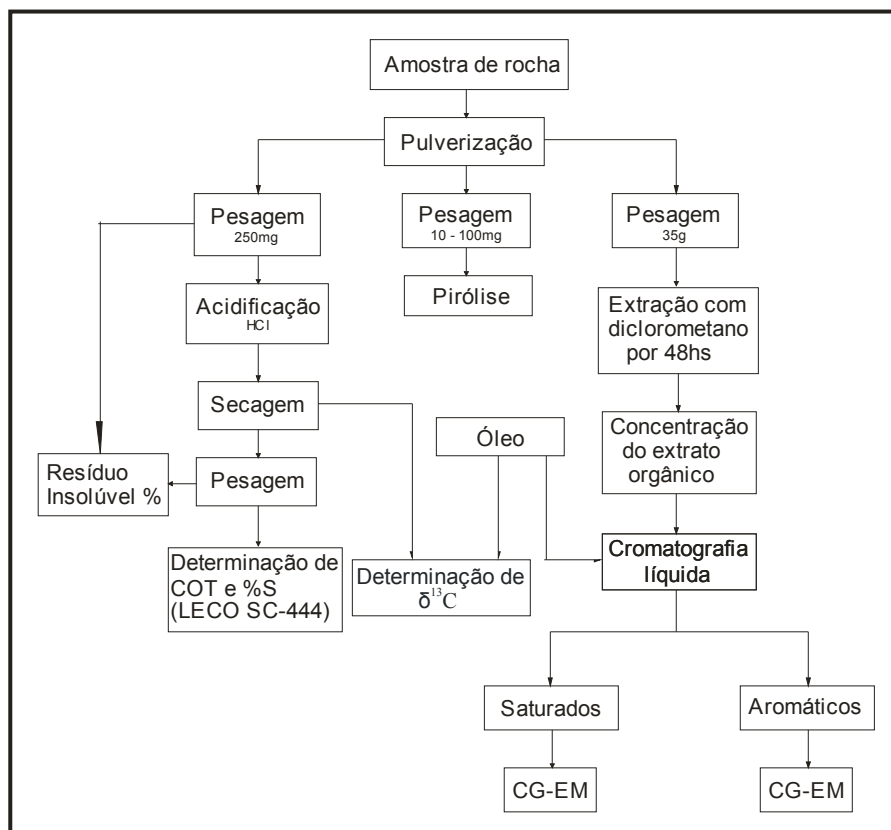 Amostra de rocha
Pulverização
Pesagem
250mg
Pesagem
10 - 100mg
Pesagem
35g
Acidificação
HCl
Pirólise
Extração com
diclorometano
por 48hs
Secagem
Óleo
Concentração
do extrato
orgânico
Resíduo
Insolúvel %
Pesagem
Determinação de
COT e %S
(LECO SC-444)
Determinação de
δ¹³C
Cromatografia
líquida
Saturados
Aromáticos
CG-EM
CG-EM